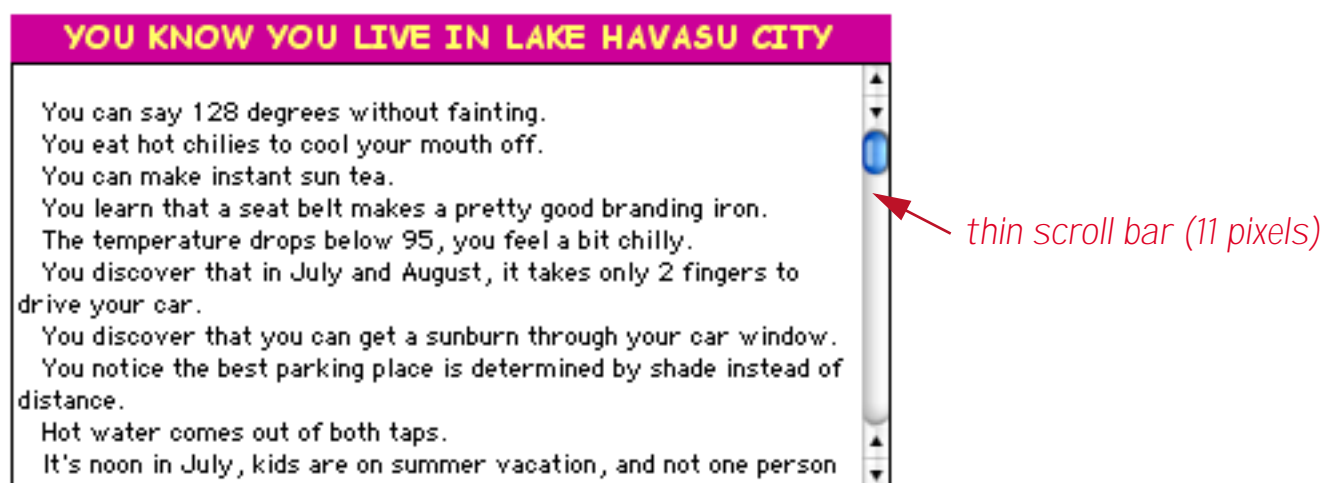 YOU KNOW YOU LIVE IN LAKE HAVASU CITY
You can say 128 degrees without fainting.
You eat hot chilies to cool your mouth off.
You can make instant sun tea.
You learn that a seat belt makes a pretty good branding iron.
The temperature drops below 95, you feel a bit chilly.
You discover that in July and August, it takes only 2 fingers to
drive your car.
You discover that you can get a sunburn through your car window.
You notice the best parking place is determined by shade instead of
distance.
Hot water comes out of both taps.
It's noon in July, kids are on summer vacation, and not one person
thin scroll bar (11 pixels)